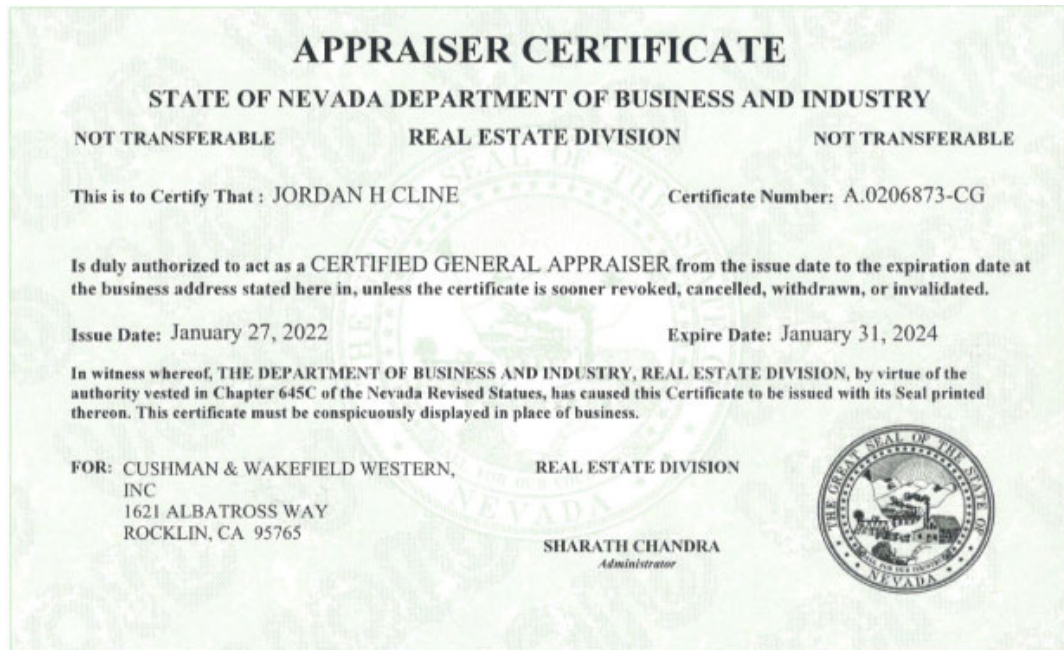 APPRAISER CERTIFICATE
STATE OF NEVADA DEPARTMENT OF BUSINESS AND INDUSTRY
NOT TRANSFERABLE REAL ESTATE DIVISION NOT TRANSFERABLE
This is to Certify That : JORDAN H CLINE Certificate Number: A.0206873-CG
Is duly authorized to act as a CERTIFIED GENERAL APPRAISER from the issue date to the expiration date at
the business address stated here in, unless the certificate is sooner revoked, cancelled, withdrawn, or invalidated.
Issue Date: January 27, 2022 Expire Date: January 31, 2024
In witness whereof, THE DEPARTMENT OF BUSINESS AND INDUSTRY, REAL ESTATE DIVISION, by virtue of the
authority vested in Chapter 645C of the Nevada Revised Statues, has caused this Certificate to be issued with its Seal printed
thereon. This certificate must be conspicuously displayed in place of business.
FOR: CUSHMAN & WAKEFIELD WESTERN,
INC
1621 ALBATROSS WAY
ROCKLIN, CA 95765
REAL ESTATE DIVISION
SHARATH CHANDRA
Administrator
THE GREAT SEAL OF THE STATE OF
NEVADA